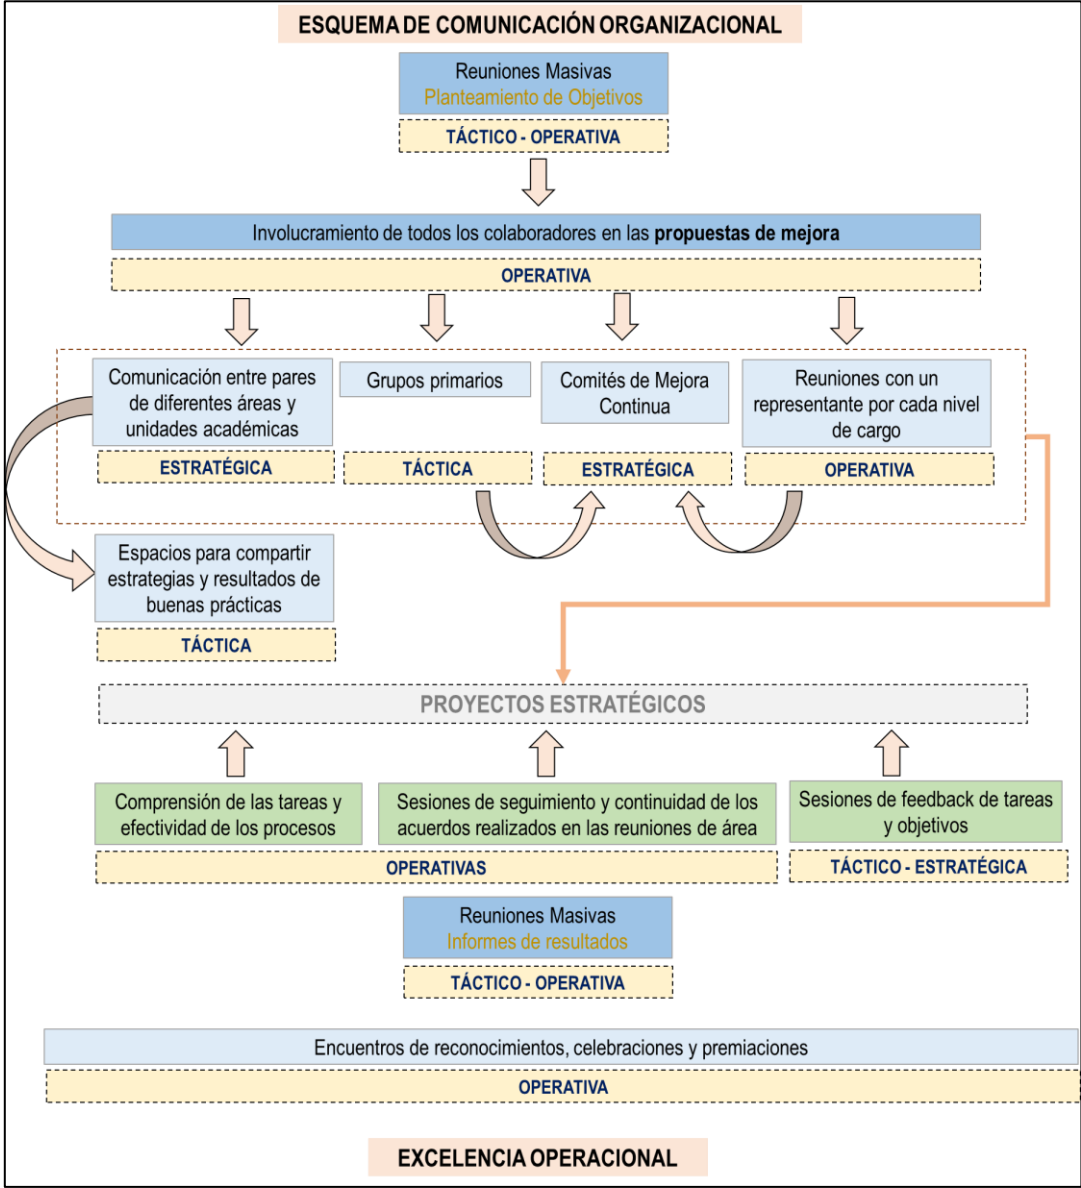 ESQUEMA DE COMUNICACIÓN ORGANIZACIONAL
Reuniones Masivas
Planteamiento de Objetivos
TÁCTICO - OPERATIVA
Involucramiento de todos los colaboradores en las propuestas de mejora
OPERATIVA
Comunicación entre pares
de diferentes áreas y
unidades académicas
ESTRATÉGICA
Grupos primarios
TÁCTICA
Comités de Mejora
Continua
ESTRATÉGICA
Reuniones con un
representante por cada nivel
de cargo
OPERATIVA
Espacios para compartir
estrategias y resultados de
buenas prácticas
TÁCTICA
PROYECTOS ESTRATÉGICOS
Comprensión de las tareas y
efectividad de los procesos
Sesiones de seguimiento y continuidad de los
acuerdos realizados en las reuniones de área
OPERATIVAS
Sesiones de feedback de tareas
y objetivos
TÁCTICO - ESTRATÉGICA
Reuniones Masivas
Informes de resultados
TÁCTICO - OPERATIVA
Encuentros de reconocimientos, celebraciones y premiaciones
OPERATIVA
EXCELENCIA OPERACIONAL